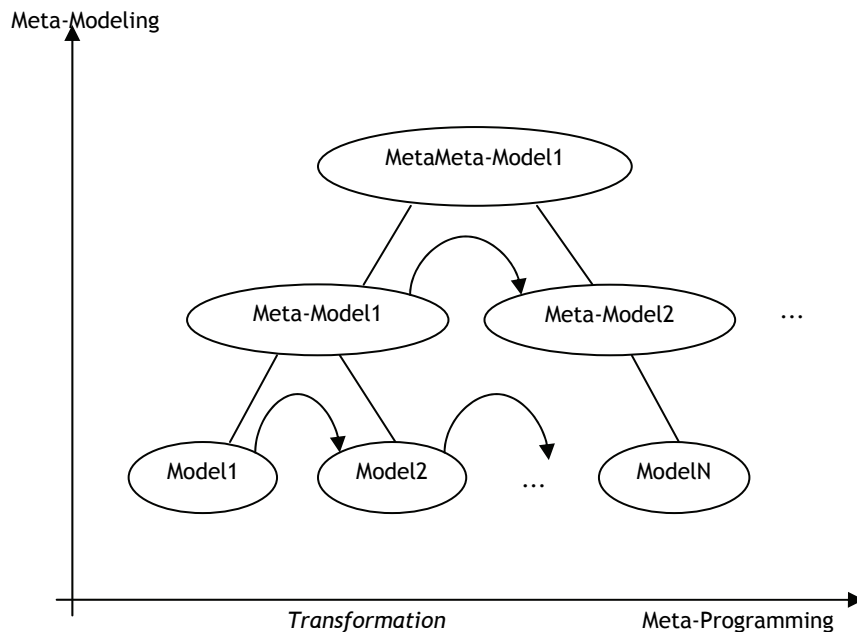 Meta-Modeling
MetaMeta-Model1
Meta-Model1
Meta-Model2
...
Model1
Model2
...
ModelN
Transformation
Meta-Programming